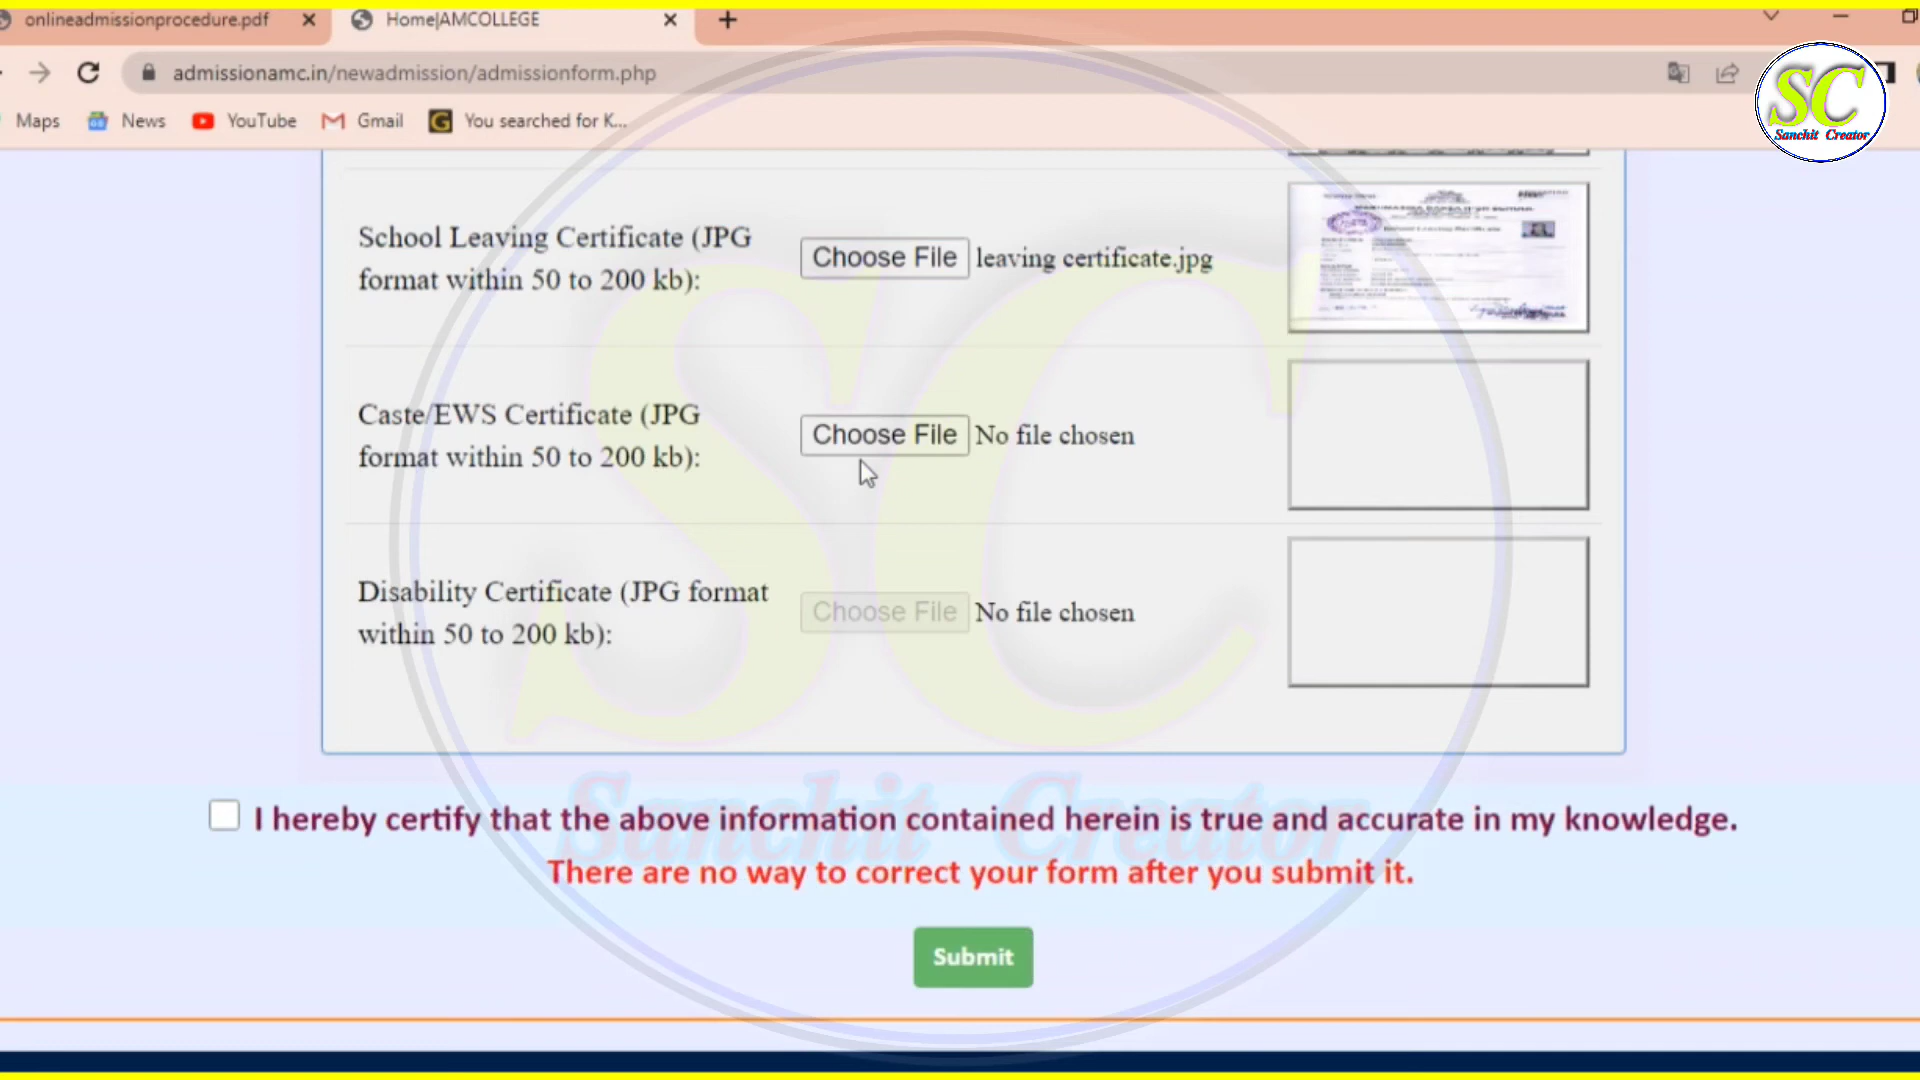 onlineadmissionprocedure.pdf
Home|AMCOLLEGE
admissionamc.in/newadmission/admissionform.php
Maps
News
YouTube
Gmail
You searched for K...
SC
Sanchit Creator
School Leaving Certificate (JPG
format within 50 to 200 kb):
Choose File leaving certificate.jpg
Caste/EWS Certificate (JPG
format within 50 to 200 kb):
Choose File No file chosen
Disability Certificate (JPG format
within 50 to 200 kb):
Choose File No file chosen
SC
Sanchit Creator
I hereby certify that the above information contained herein is true and accurate in my knowledge.
There are no way to correct your form after you submit it.
Submit